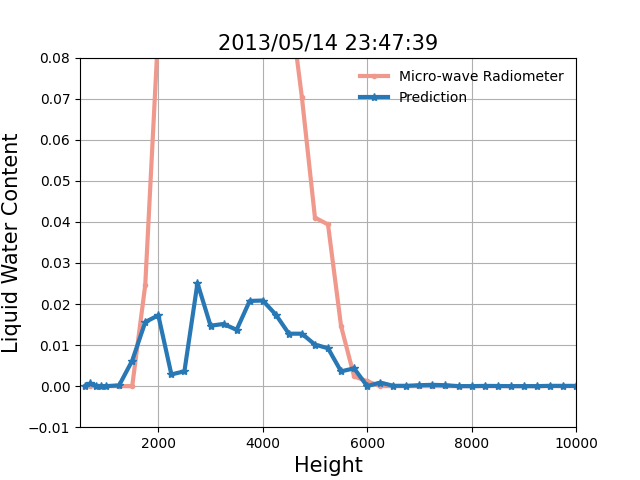 2013/05/14 23:47:39
Micro-wave Radiometer
Prediction
Liquid Water Content
0.08
0.07
0.06
0.05
0.04
0.03
0.02
0.01
0.00
−0.01
2000 4000 6000 8000 10000
Height